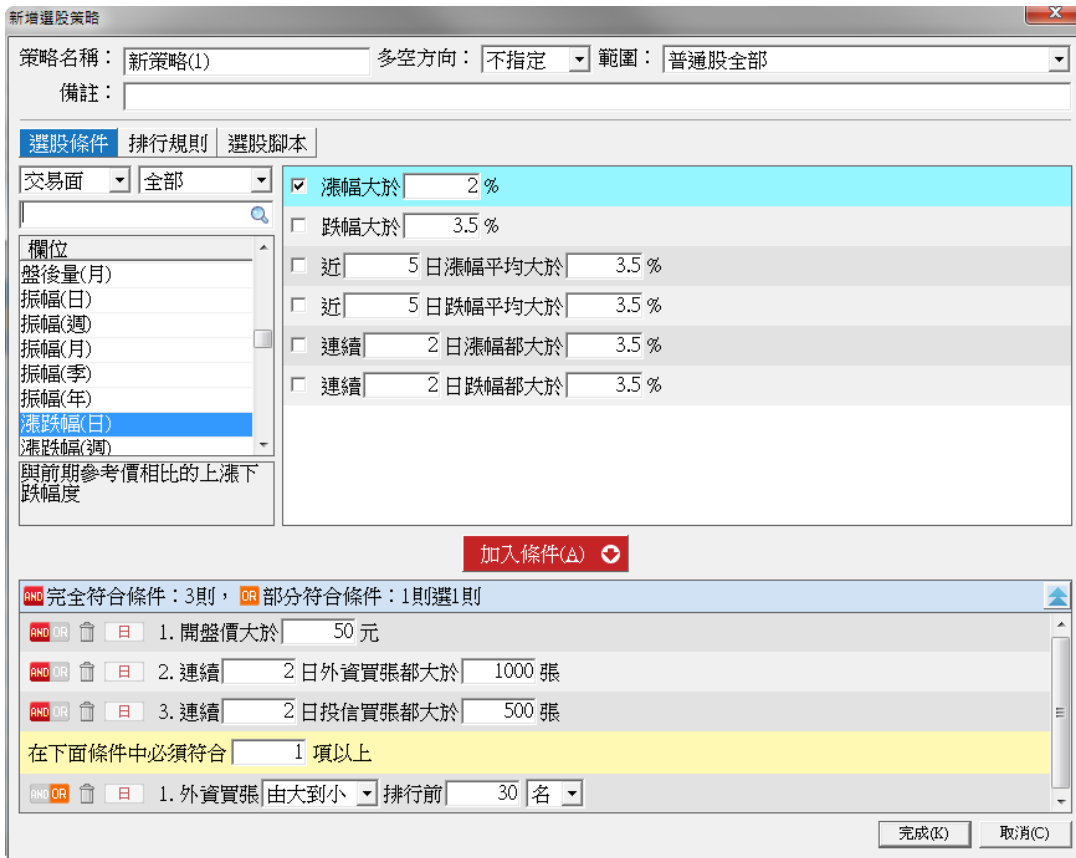 新增選股策略
策略名稱： 新策略(1) 多空方向： 不指定 範圍： 普通股全部
備註：
選股條件 排行規則 選股腳本
交易面 全部
欄位
盤後量(月)
振幅(日)
振幅(週)
振幅(月)
振幅(季)
振幅(年)
漲跌幅(日)
漲跌幅(週)
與前期參考價相比的上漲下
跌幅度
漲幅大於 2 %
跌幅大於 3.5 %
近 5 日漲幅平均大於 3.5 %
近 5 日跌幅平均大於 3.5 %
連續 2 日漲幅都大於 3.5 %
連續 2 日跌幅都大於 3.5 %
加入條件(A)
AND 完全符合條件：3則， OR 部分符合條件：1則選1則
AND OR 日 1. 開盤價大於 50 元
AND OR 日 2. 連續 2 日外資買張都大於 1000 張
AND OR 日 3. 連續 2 日投信買張都大於 500 張
在下面條件中必須符合 1 項以上
AND OR 日 1. 外資買張 由大到小 排行前 30 名
完成(K) 取消(C)